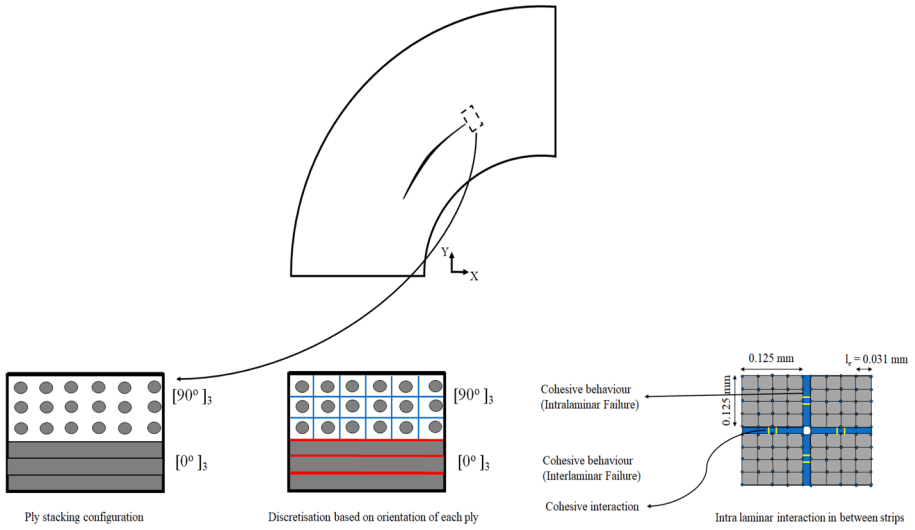 Y
X
[90° ]₃
[0° ]₃
Ply stacking configuration
[90° ]₃
[0° ]₃
Discretisation based on orientation of each ply
Cohesive behaviour
(Intralaminar Failure)
Cohesive behaviour
(Interlaminar Failure)
Cohesive interaction
0.125 mm
lₑ = 0.031 mm
0.125 mm
Intra laminar interaction in between strips